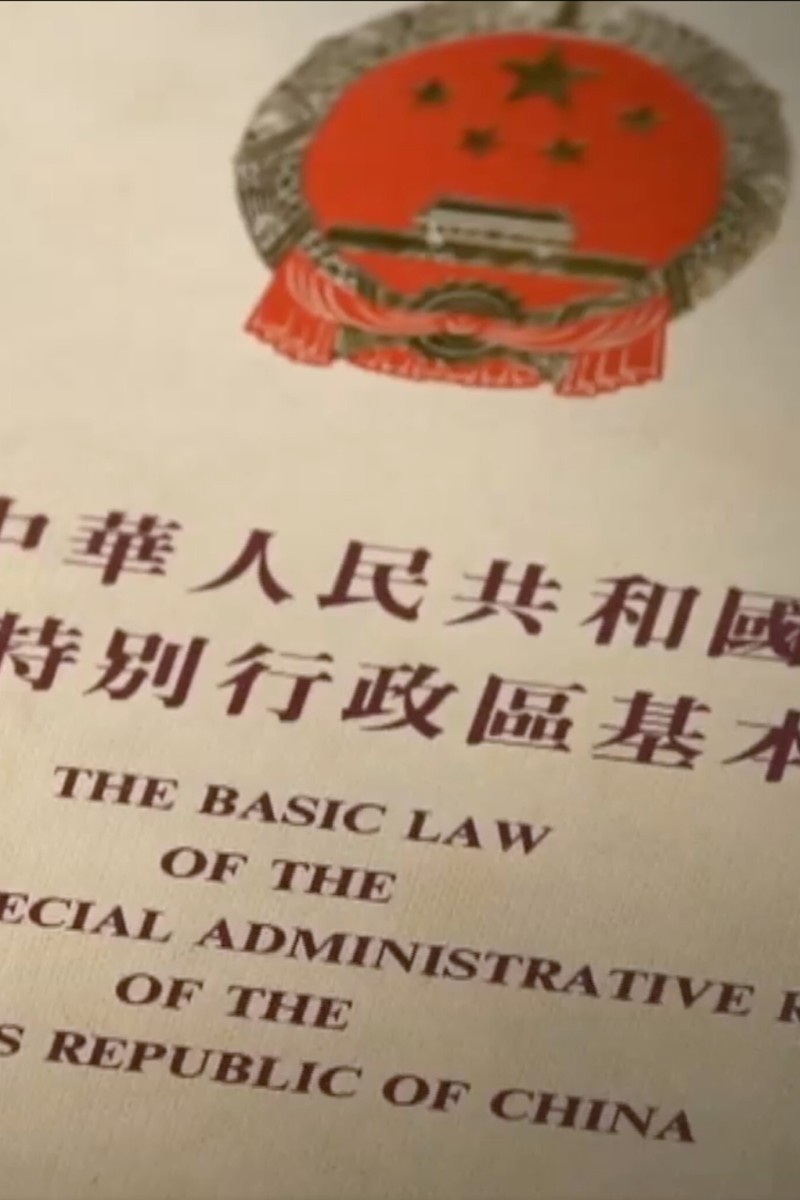 中華人民共和國
特別行政區基本
THE BASIC LAW
OF THE
ECIAL ADMINISTRATIVE R
OF THE
S REPUBLIC OF CHINA